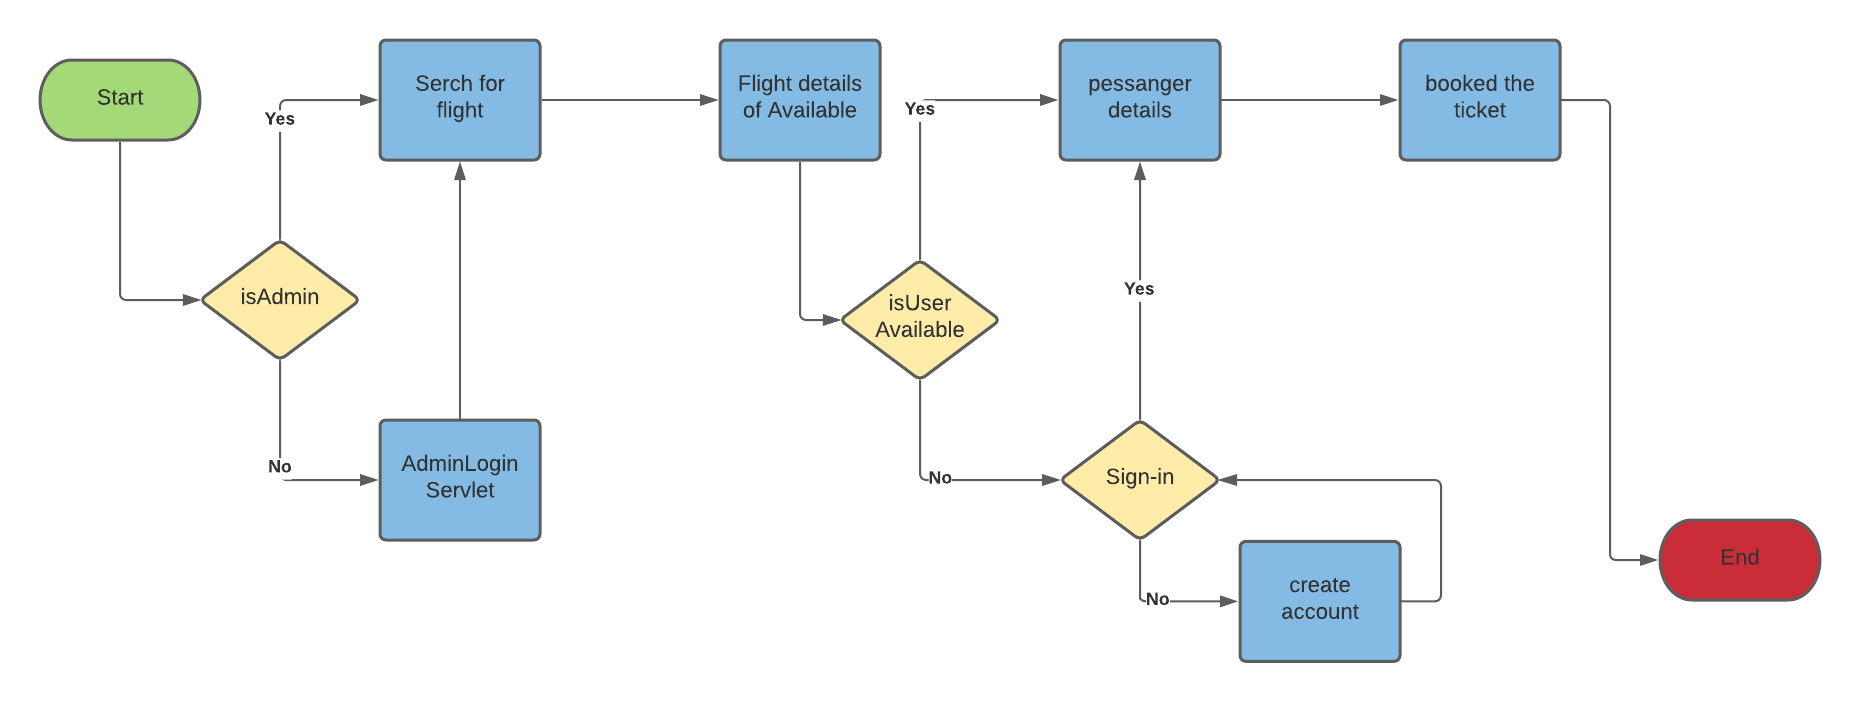 Start
Yes
Serch for
flight
Flight details
of Available
Yes
pessanger
details
booked the
ticket
isAdmin
isUser
Available
Yes
No
AdminLogin
Servlet
No
Sign-in
No
create
account
End